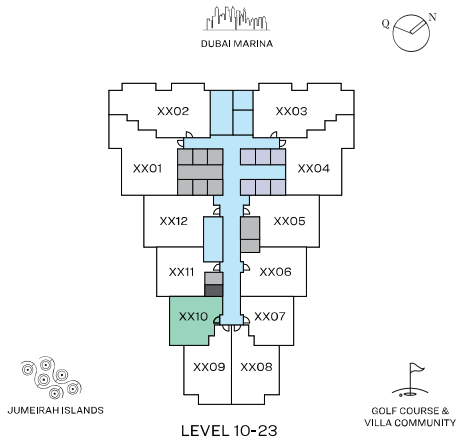 DUBAI MARINA
Q
N
XX02
XX03
XX01
XX04
XX12
XX05
XX11
XX06
XX10
XX07
XX09
XX08
JUMEIRAH ISLANDS
GOLF COURSE &
VILLA COMMUNITY
LEVEL 10-23